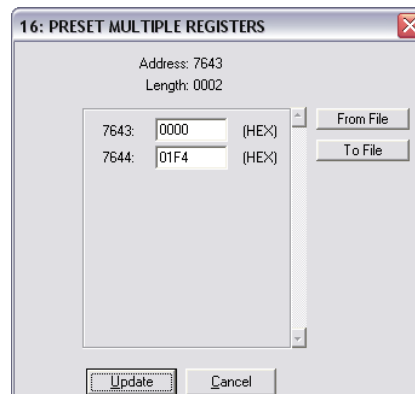 16: PRESET MULTIPLE REGISTERS
Address: 7643
Length: 0002
7643: 0000 (HEX) From File
7644: 01F4 (HEX) To File
Update Cancel